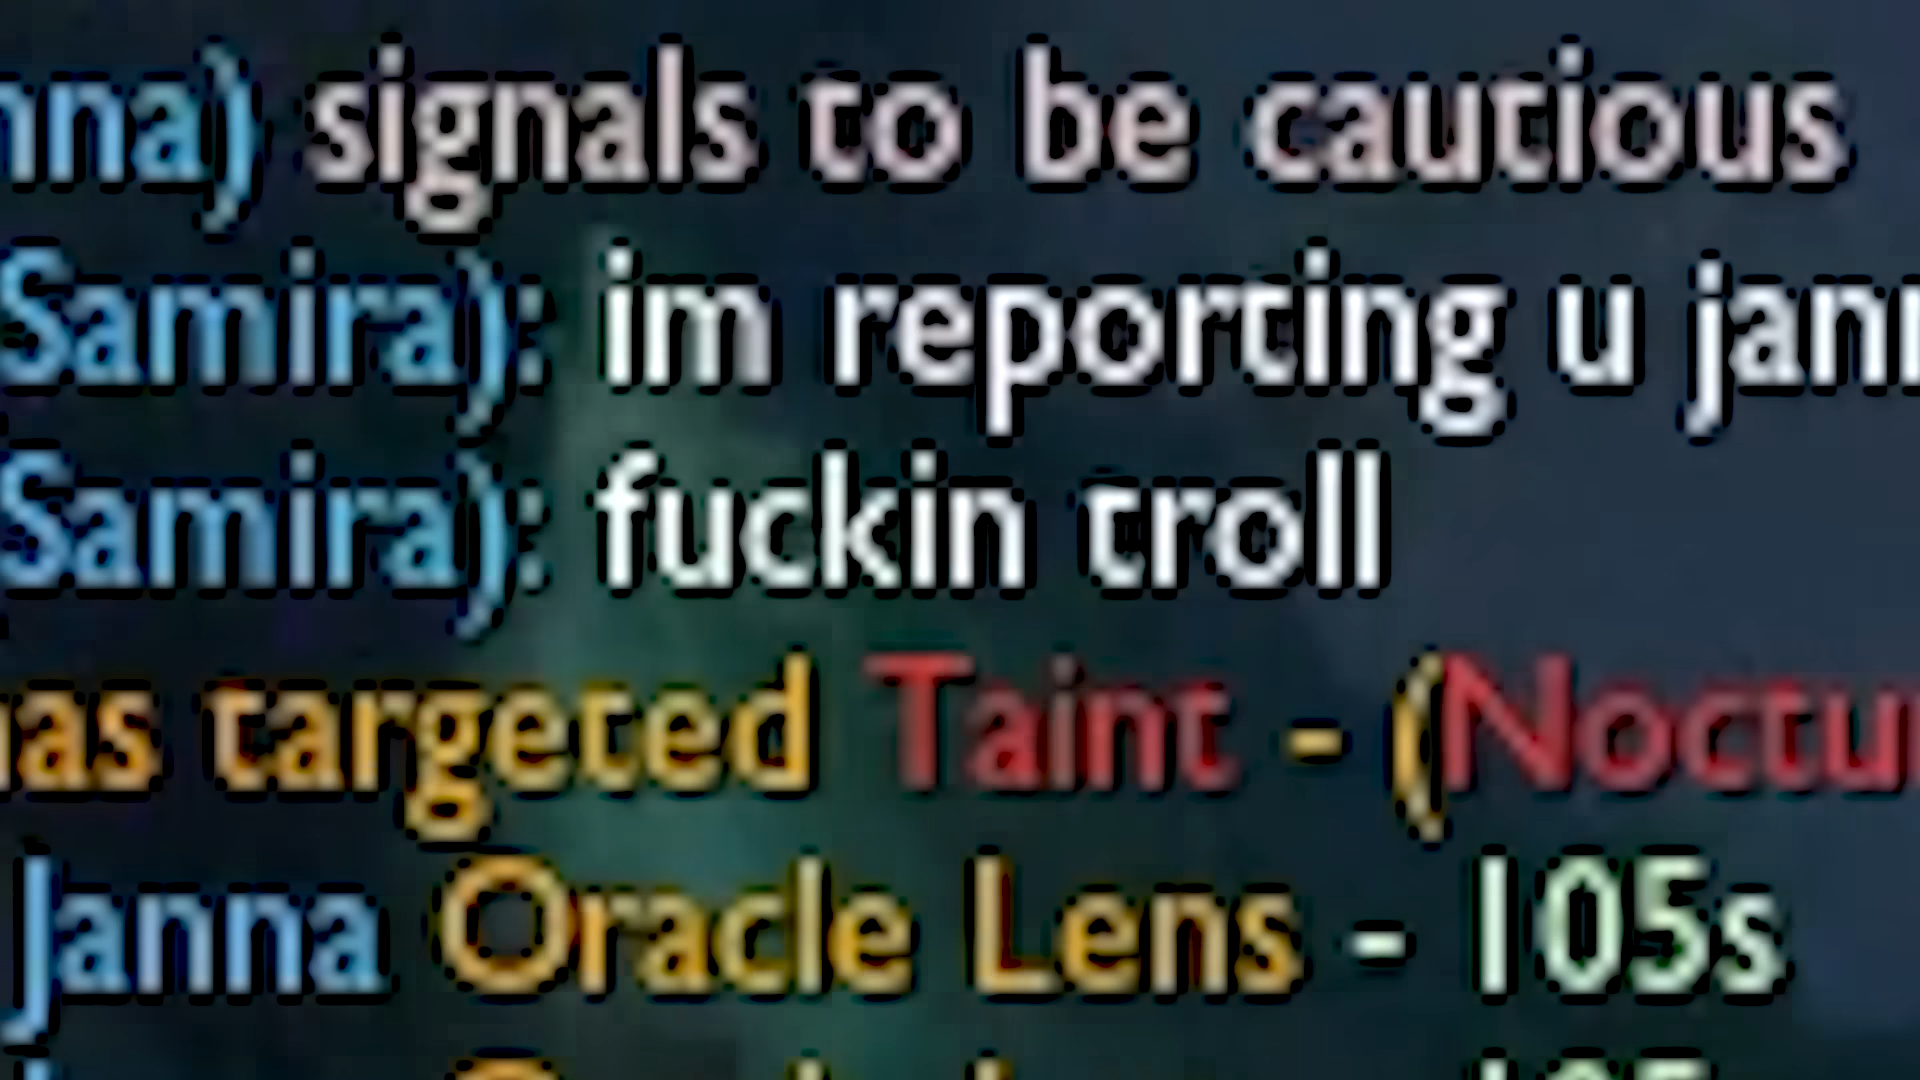 nna) signals to be cautious
Samira): im reporting u jann
Samira): fuckin troll
as targeted Taint - (Noctu
Janna Oracle Lens - 105s